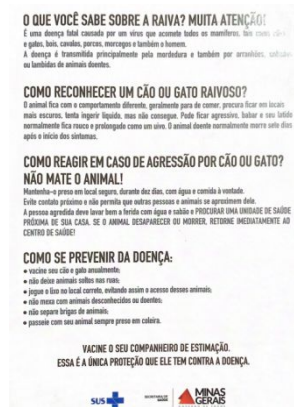 O QUE VOCÊ SABE SOBRE A RAIVA? MUITA ATENÇÃO!
É uma doença fatal causada por um vírus que acomete todos os mamíferos, tais como cães
e gatos, bois, cavalos, porcos, morcegos e também o homem.
A doença é transmitida principalmente pela mordedura e também por arranhões,
ou lambidas de animais doentes.
COMO RECONHECER UM CÃO OU GATO RAIVOSO?
O animal fica com o comportamento diferente, geralmente para de comer, procura ficar em locais
mais escuros, tenta ingerir líquido, mas não consegue. Pode ficar agressivo, babar e seu latido
normalmente fica rouco e prolongado como um uivo. O animal doente normalmente morre sete dias
após o início dos sintomas.
COMO REAGIR EM CASO DE AGRESSÃO POR CÃO OU GATO?
NÃO MATE O ANIMAL!
Mantenha-o preso em local seguro, durante dez dias, com água e comida à vontade.
Evite contato próximo e não permita que outras pessoas e animais se aproximem dele.
A pessoa agredida deve lavar bem a ferida com água e sabão e PROCURAR UMA UNIDADE DE SAÚDE
PRÓXIMA DE SUA CASA. SE O ANIMAL DESAPARECER OU MORRER, RETORNE IMEDIATAMENTE AO
CENTRO DE SAÚDE!
COMO SE PREVENIR DA DOENÇA:
• vacine seu cão e gato anualmente;
• não deixe animais soltos nas ruas;
• jogue o lixo no local correto, evitando assim o acesso desses animais;
• não mexa com animais desconhecidos ou doentes;
• não separe brigas de animais;
• passeie com seu animal sempre preso em coleira.
VACINE O SEU COMPANHEIRO DE ESTIMAÇÃO.
ESSA É A ÚNICA PROTEÇÃO QUE ELE TEM CONTRA A DOENÇA.
SUS
MINAS
GERAIS